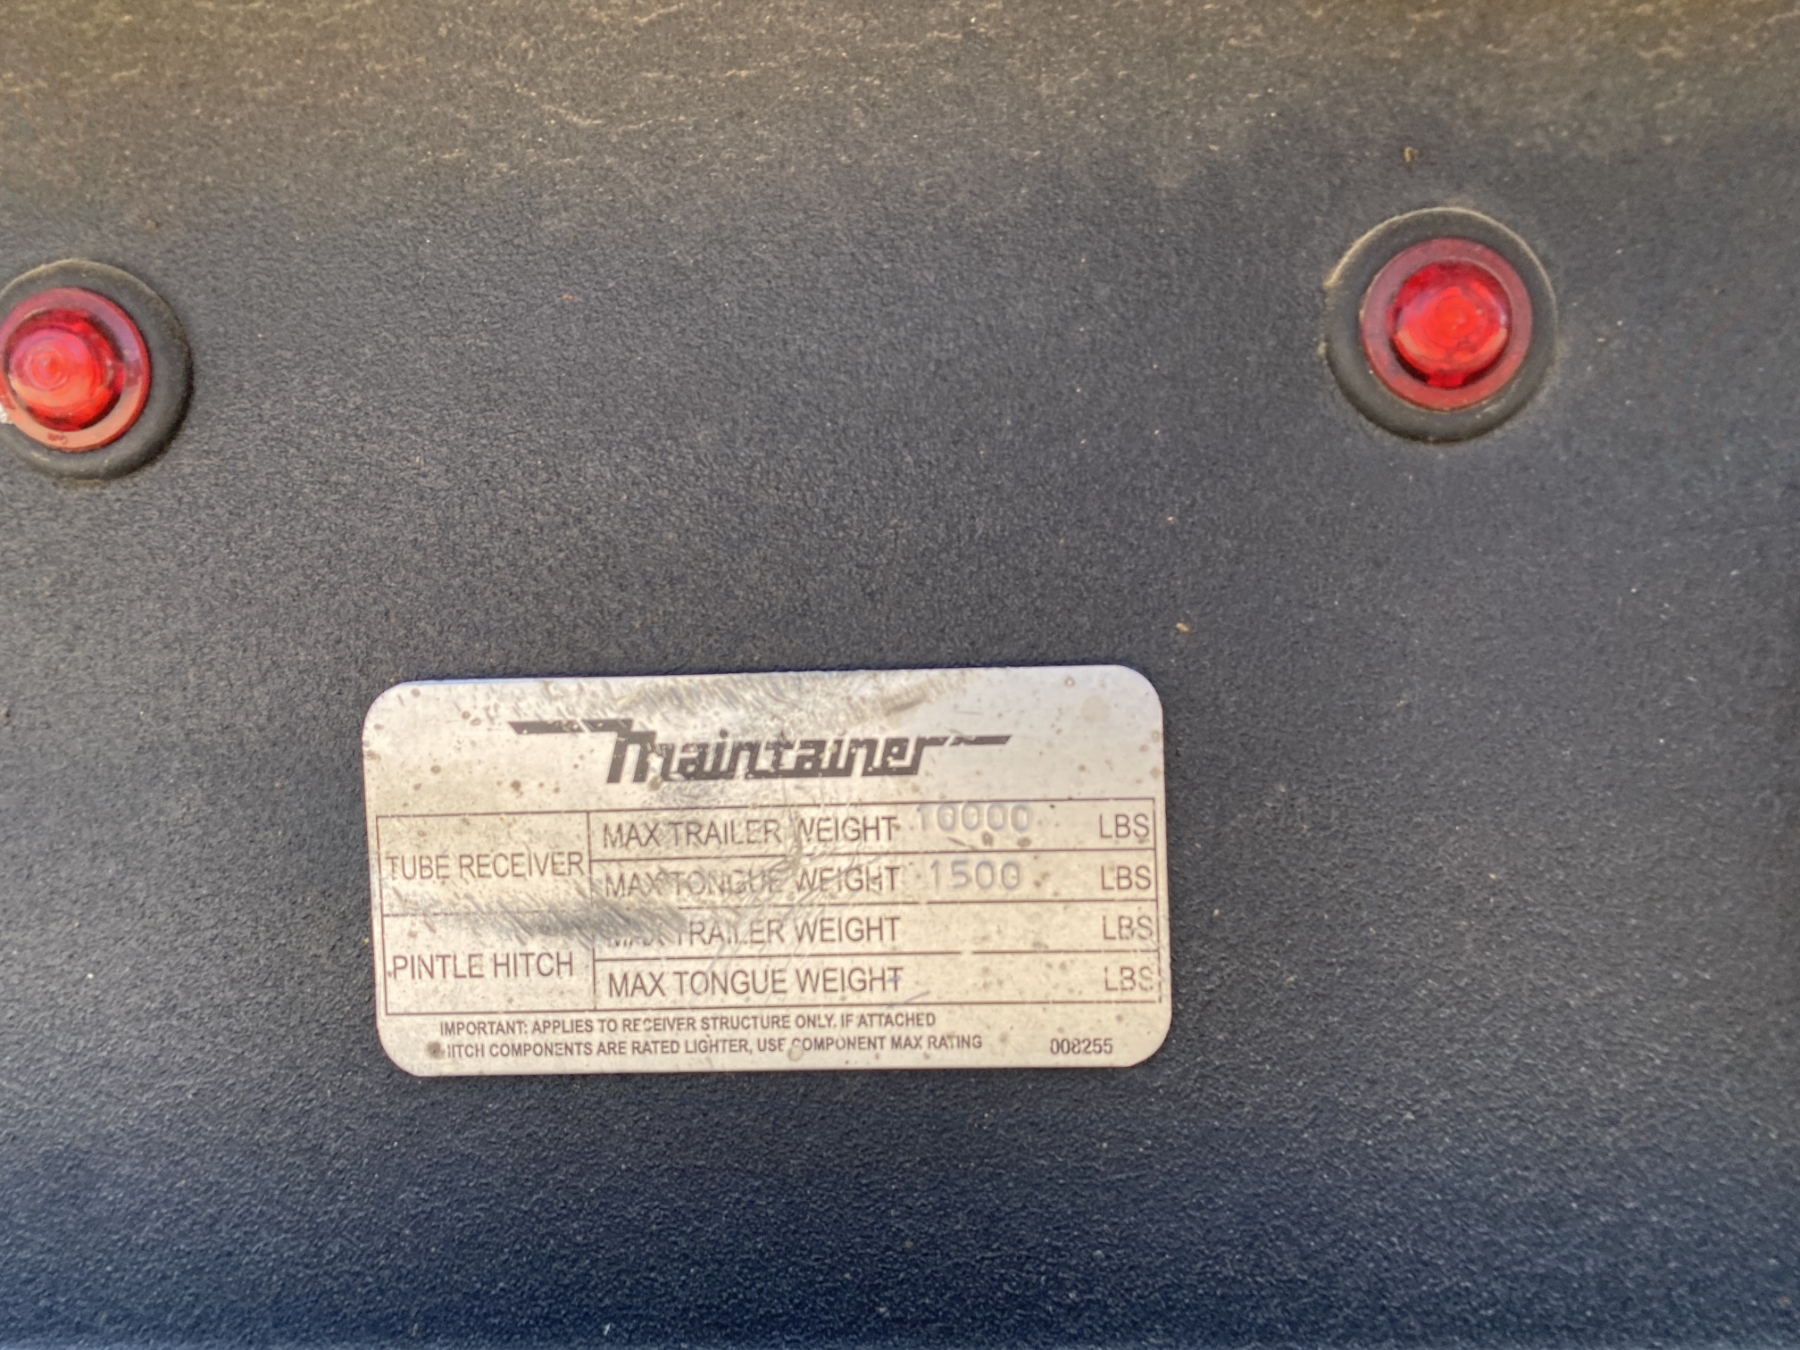 Maintainer
TUBE RECEIVER
MAX TRAILER WEIGHT 10000 LBS
MAX TONGUE WEIGHT 1500 LBS
PINTLE HITCH
MAX TRAILER WEIGHT LBS
MAX TONGUE WEIGHT LBS
IMPORTANT: APPLIES TO RECEIVER STRUCTURE ONLY. IF ATTACHED
HITCH COMPONENTS ARE RATED LIGHTER, USE COMPONENT MAX RATING
008255